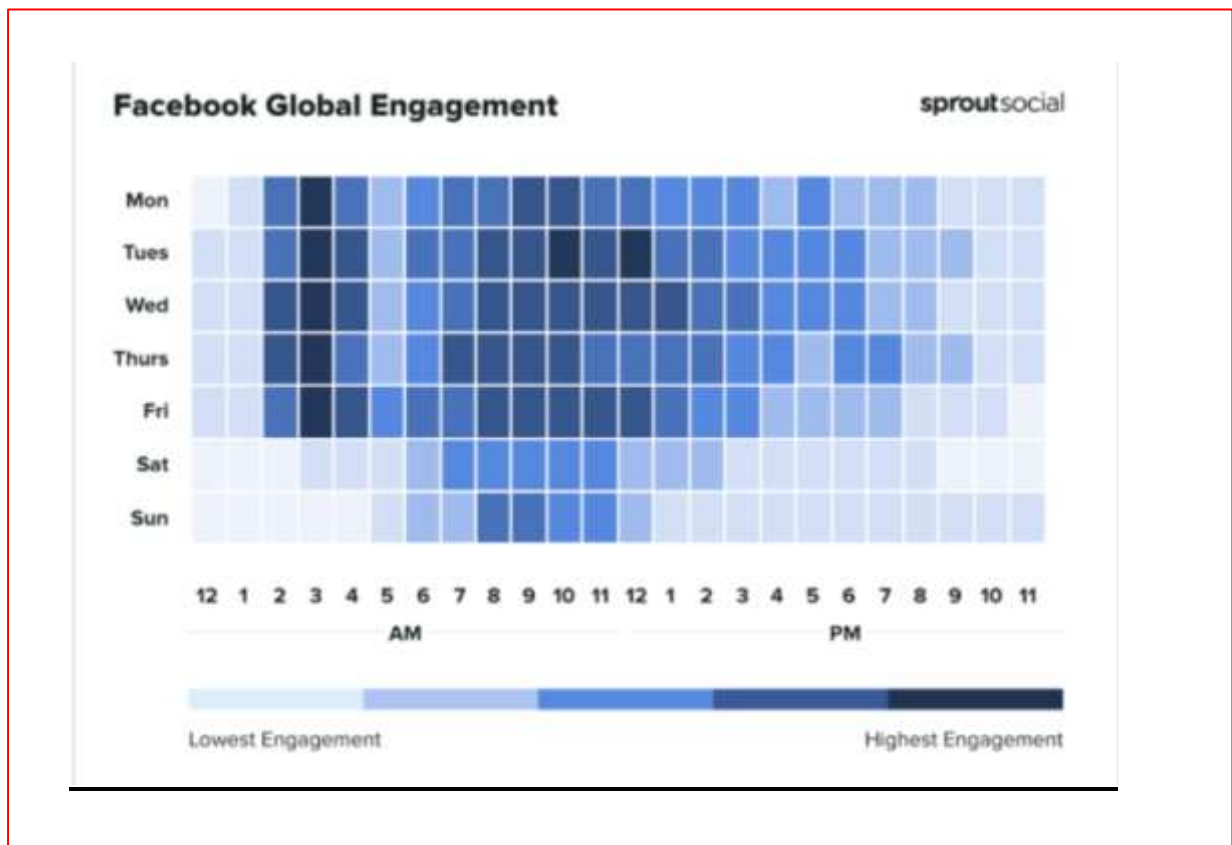 Facebook Global Engagement
sproutsocial
Mon
Tues
Wed
Thurs
Fri
Sat
Sun
12 1 2 3 4 5 6 7 8 9 10 11 12 1 2 3 4 5 6 7 8 9 10 11
AM PM
Lowest Engagement Highest Engagement